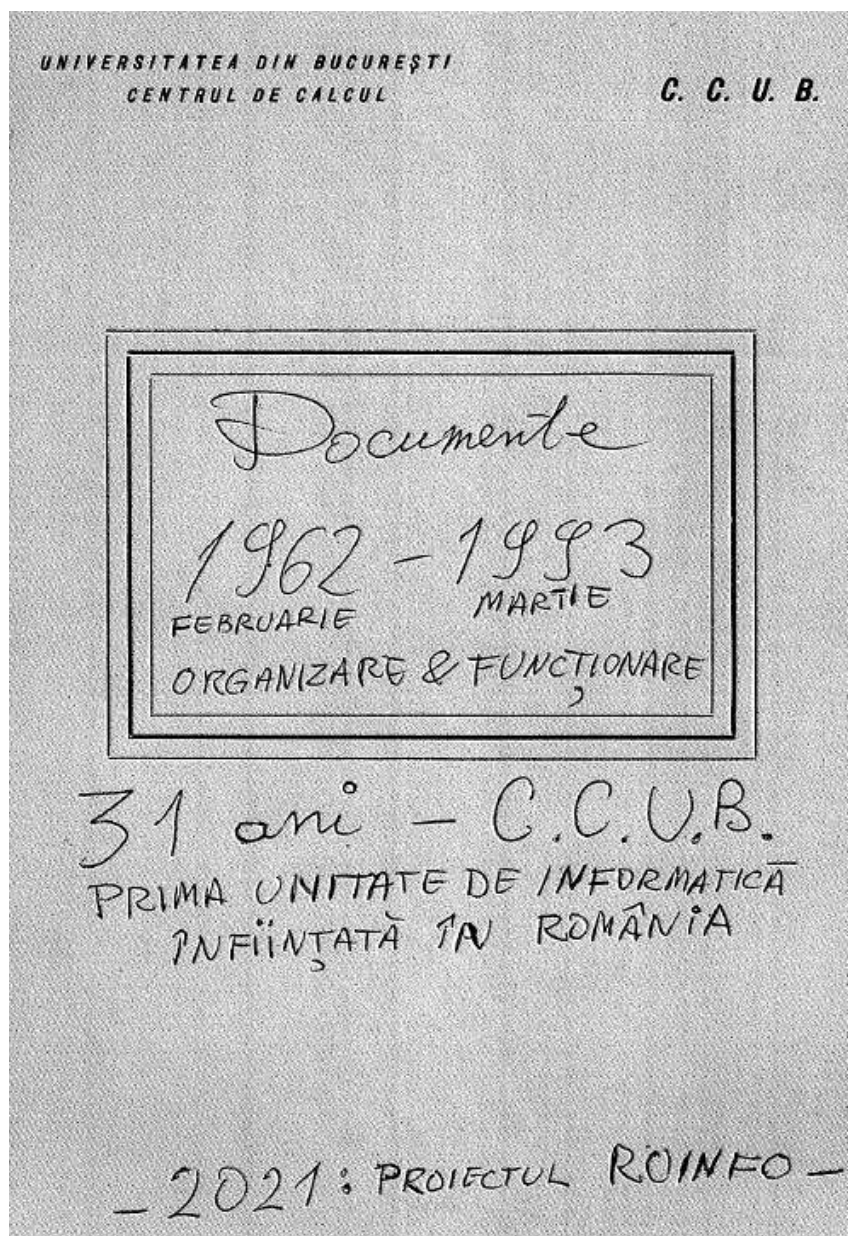 UNIVERSITATEA DIN BUCUREŞTI
CENTRUL DE CALCUL
C. C. U. B.
Documente
1962 - 1993
FEBRUARIE MARTIE
ORGANIZARE & FUNCȚIONARE
31 ani - C.C.U.B.
PRIMA UNITATE DE INFORMATICĂ
ÎNFIINȚATĂ ÎN ROMÂNIA
- 2021: PROIECTUL ROINFO -